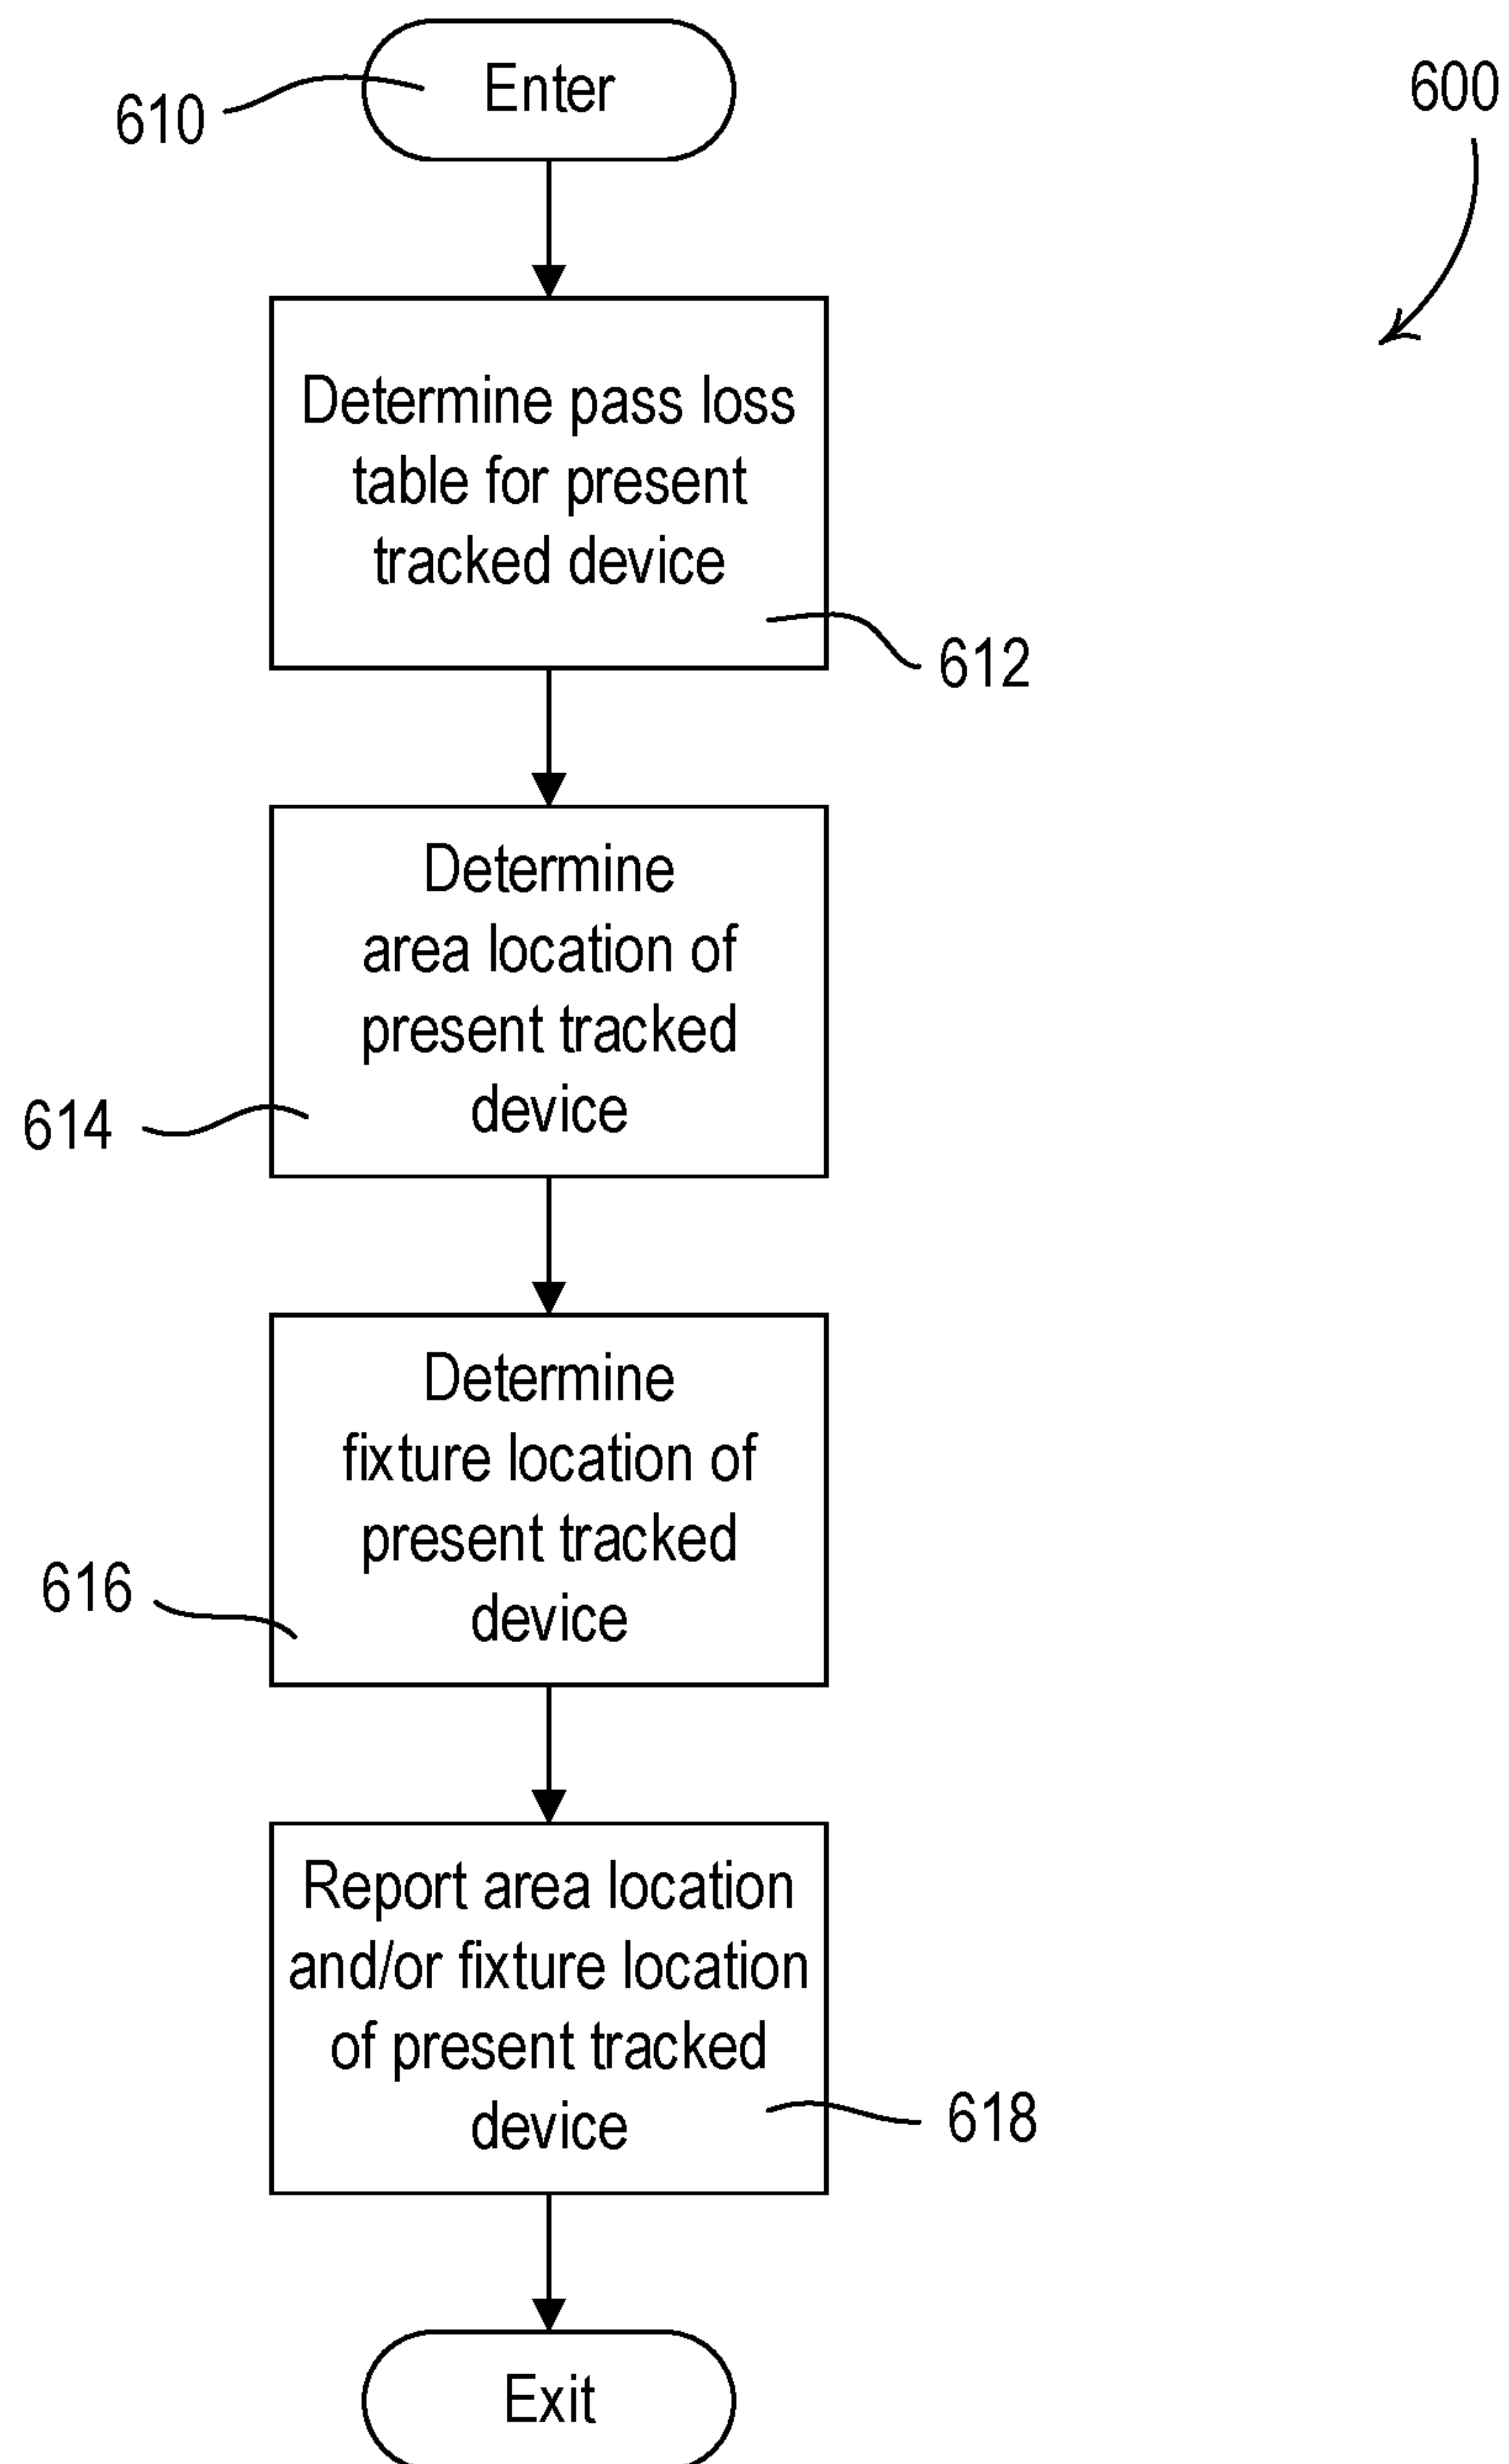 Enter
610
600
Determine pass loss
table for present
tracked device
612
Determine
area location of
present tracked
device
614
Determine
fixture location of
present tracked
device
616
Report area location
and/or fixture location
of present tracked
device
618
Exit